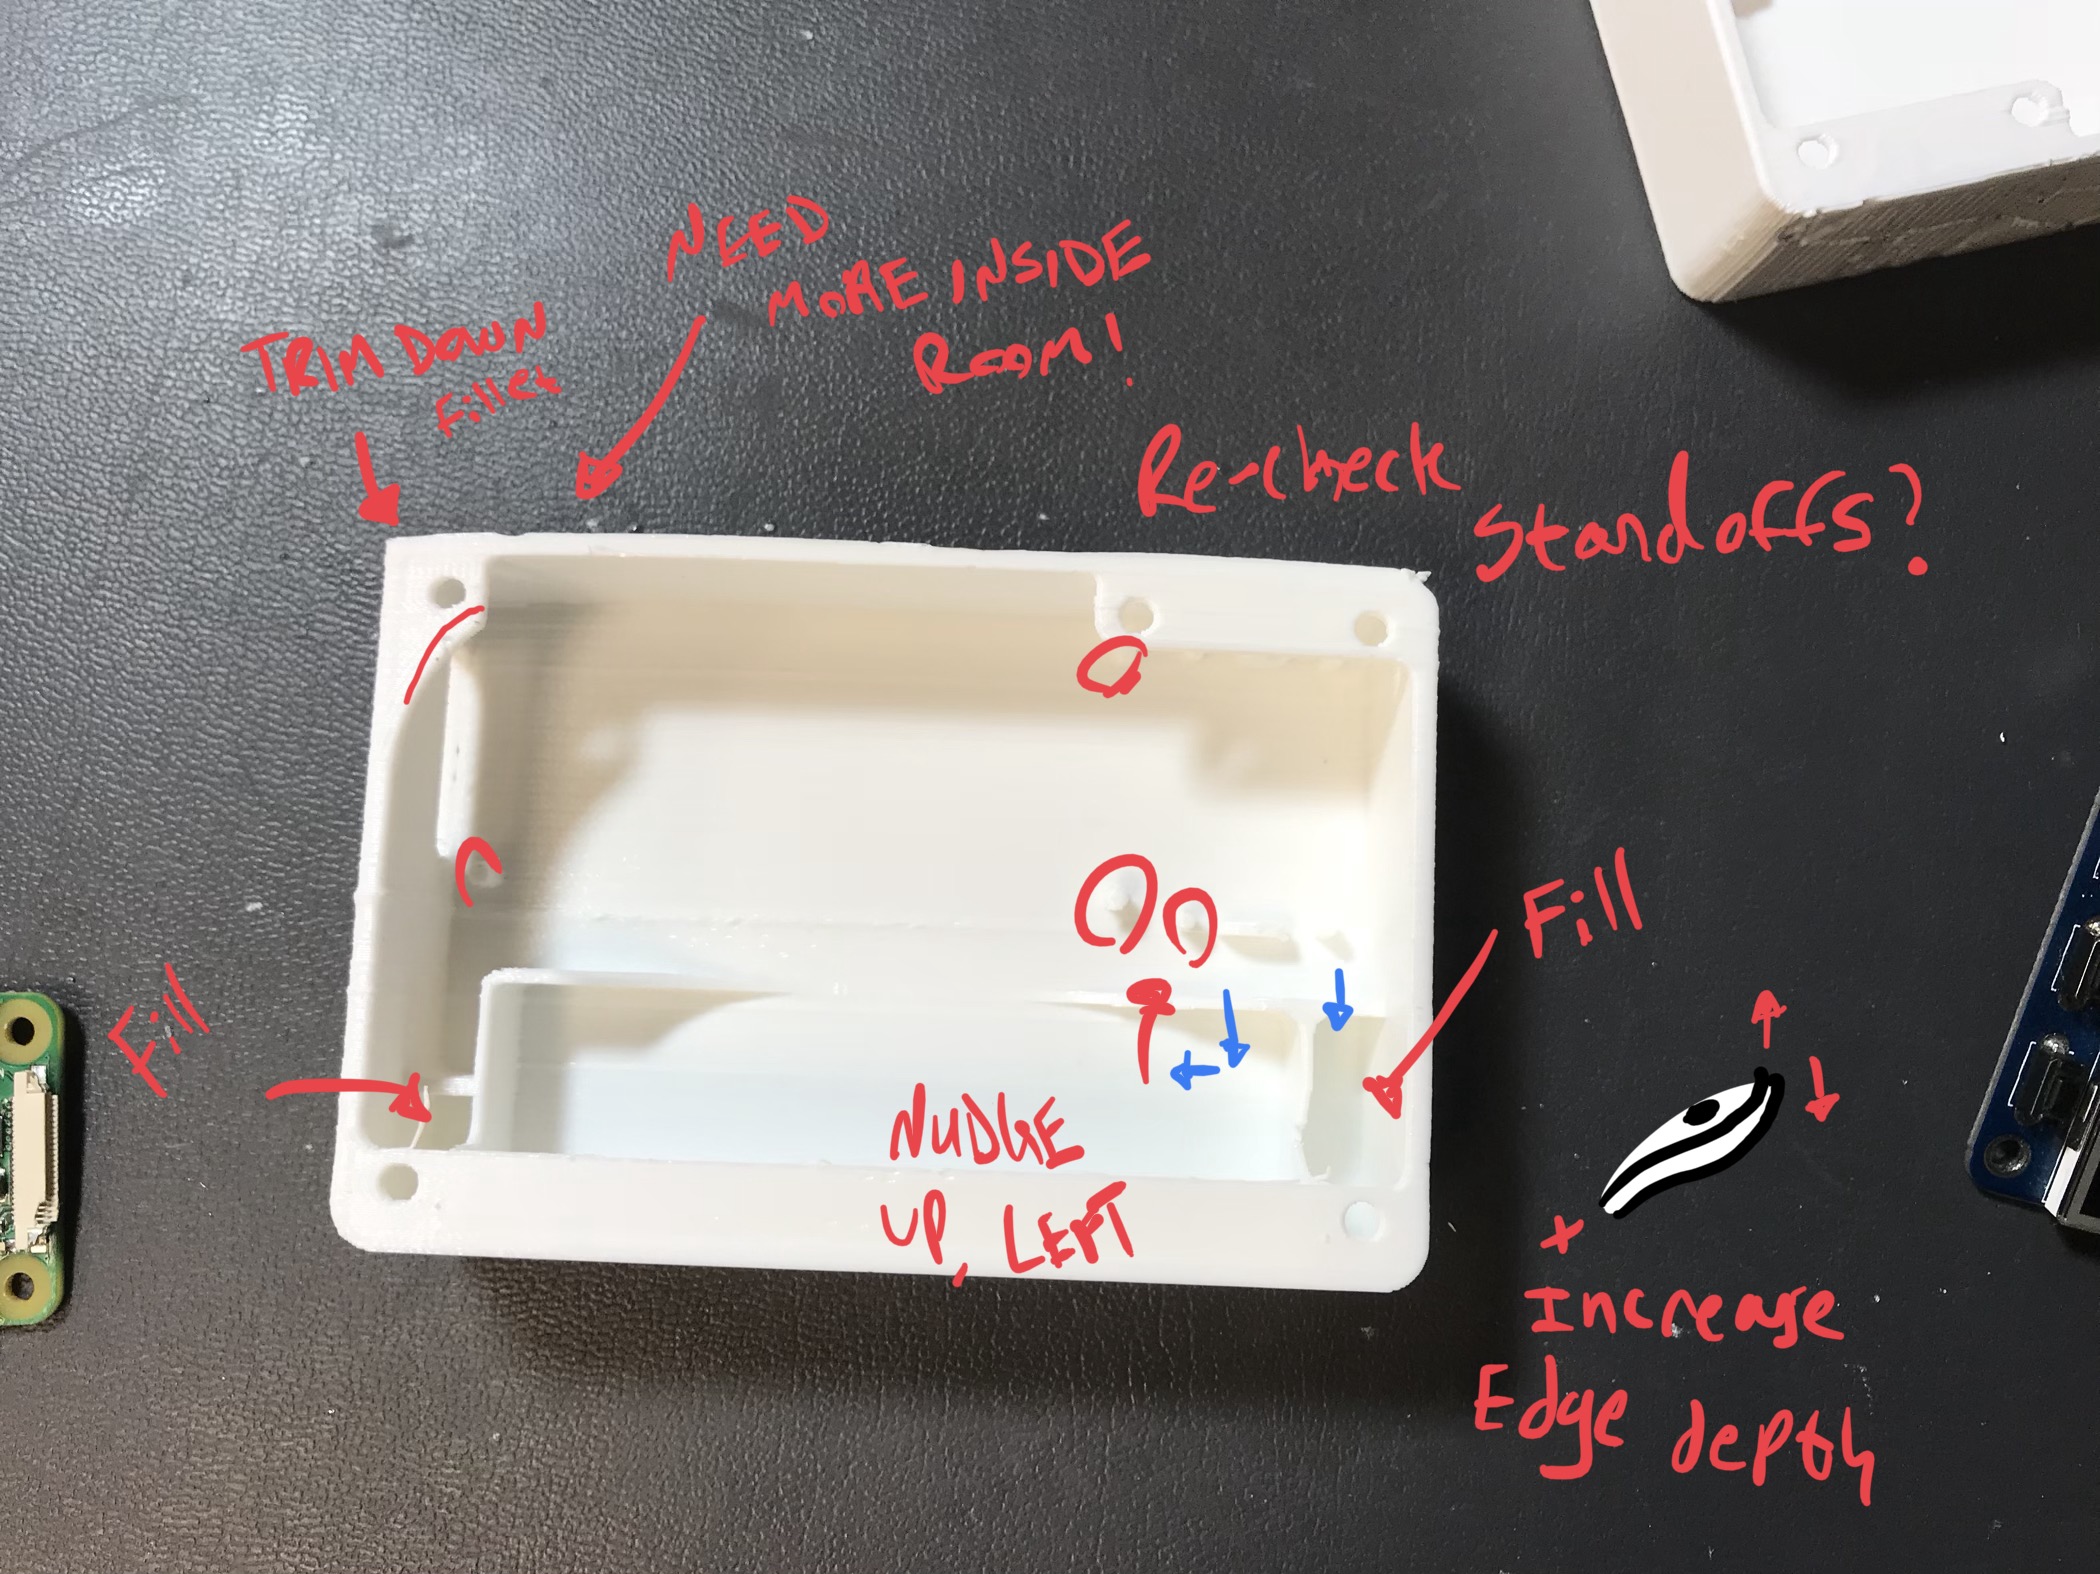 NEED
MORE INSIDE
ROOM!
TRIM DOWN
Fillet
Re-check
Standoffs?
Fill
Fill
NUDGE
UP, LEFT
+
Increase
Edge depth